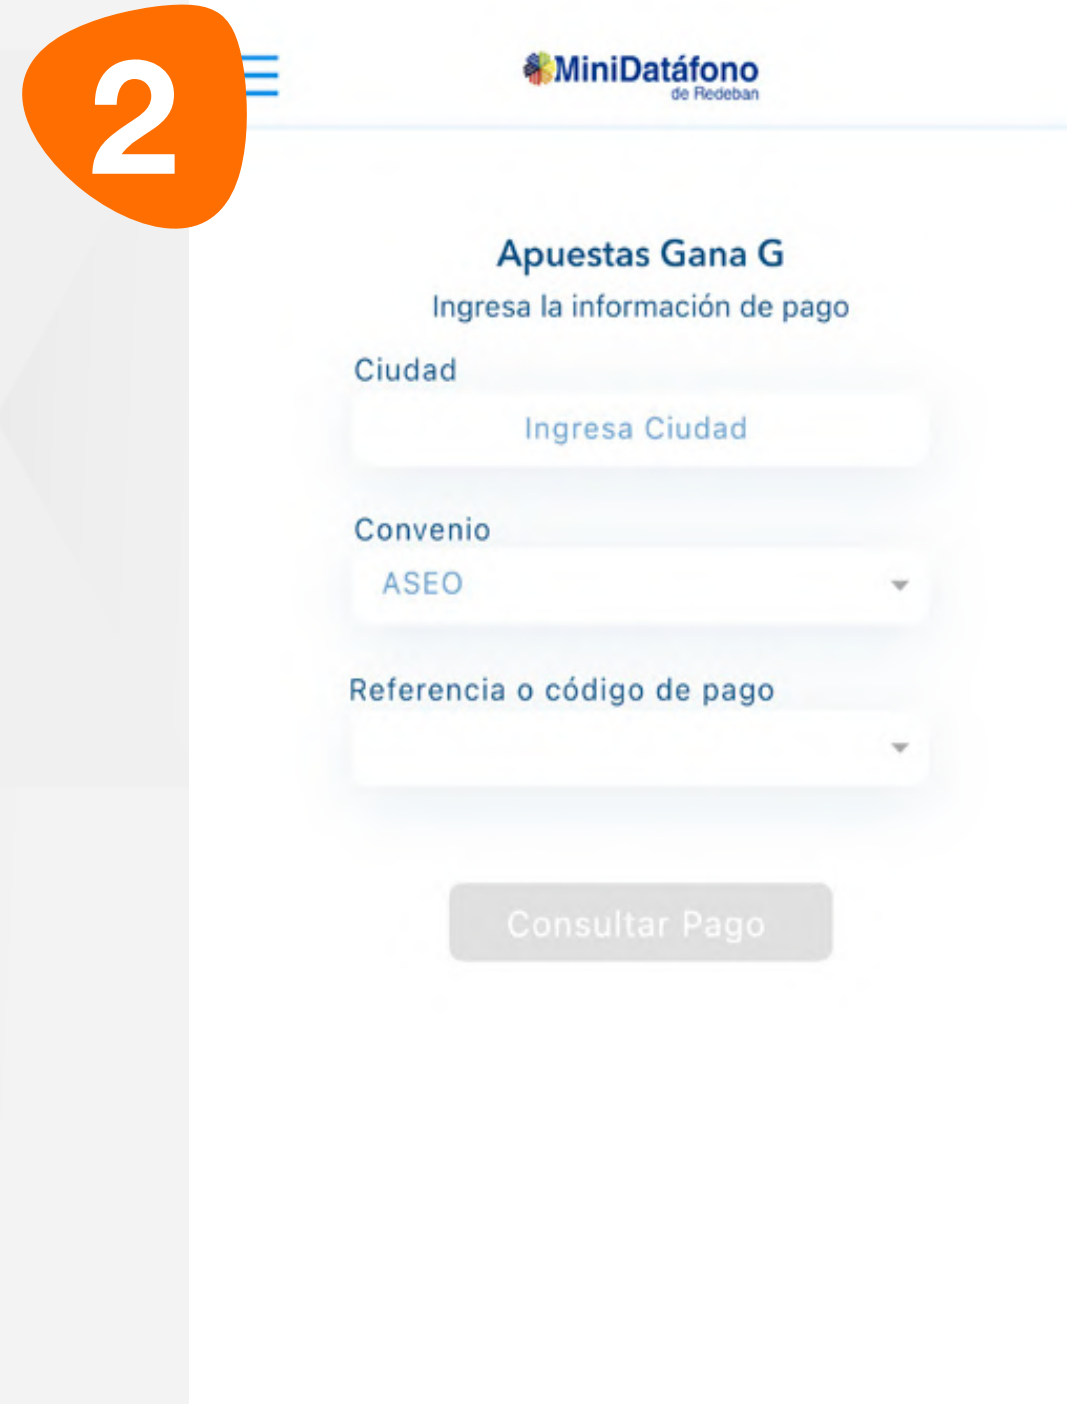 2
MiniDatáfono
de Redeban
Apuestas Gana G
Ingresa la información de pago
Ciudad
Ingresa Ciudad
Convenio
ASEO
Referencia o código de pago
Consultar Pago